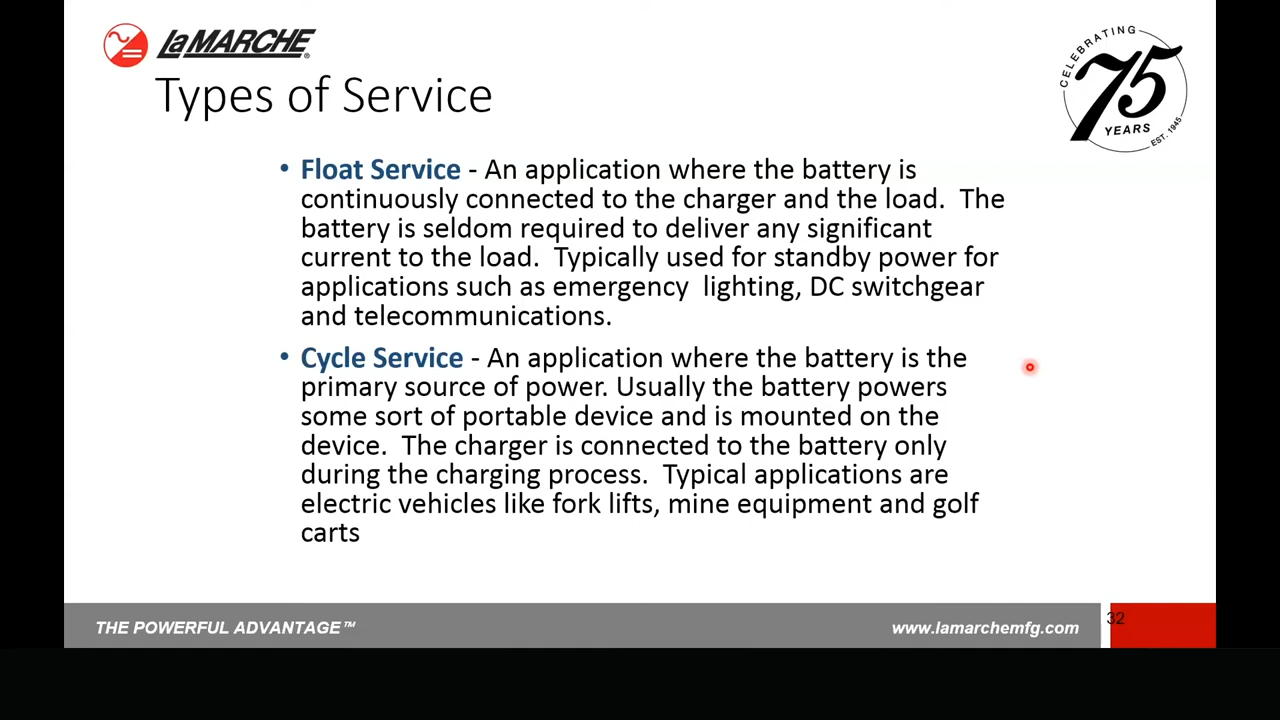 LaMARCHE®
CELEBRATING
75
YEARS
EST. 1945
Types of Service
• Float Service - An application where the battery is
continuously connected to the charger and the load.  The
battery is seldom required to deliver any significant
current to the load.  Typically used for standby power for
applications such as emergency  lighting, DC switchgear
and telecommunications.
• Cycle Service - An application where the battery is the
primary source of power. Usually the battery powers
some sort of portable device and is mounted on the
device.  The charger is connected to the battery only
during the charging process.  Typical applications are
electric vehicles like fork lifts, mine equipment and golf
carts
THE POWERFUL ADVANTAGE™
www.lamarchemfg.com
32